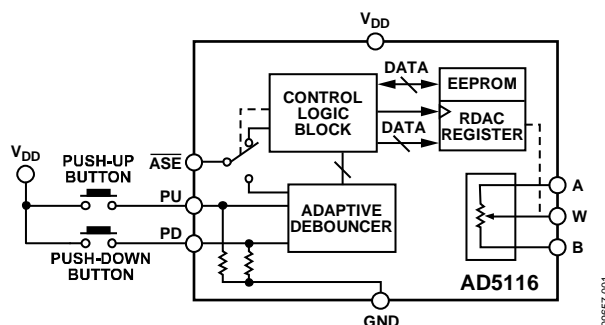 VDD
DATA
EEPROM
CONTROL
LOGIC
BLOCK
RDAC
REGISTER
DATA
VDD
PUSH-UP
BUTTON
ASE
PU
PD
PUSH-DOWN
BUTTON
ADAPTIVE
DEBOUNCER
A
W
B
AD5116
GND